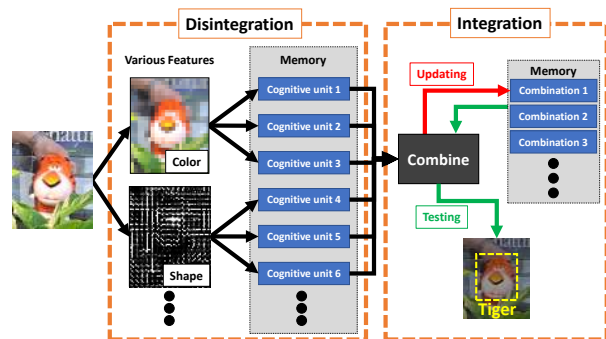 Disintegration
Integration
Various Features
Memory
Cognitive unit 1
Cognitive unit 2
Cognitive unit 3
Cognitive unit 4
Cognitive unit 5
Cognitive unit 6
Color
Shape
Updating
Memory
Combination 1
Combination 2
Combination 3
Combine
Testing
Tiger